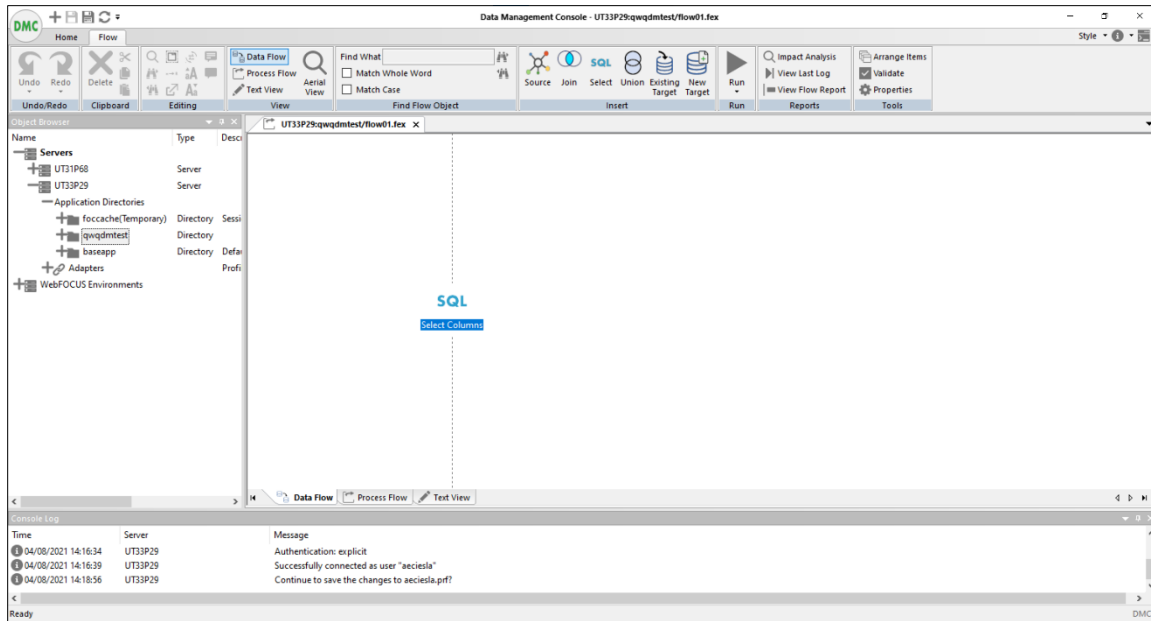 DMC
Data Management Console - UT33P29:qwqdmtest/flow01.fex
Home Flow
Style
Undo Redo
Delete
Data Flow
Process Flow
Text View
Aerial View
Find What
Match Whole Word
Match Case
SQL
Source Join Select Union Existing Target New Target
Run
Impact Analysis
View Last Log
View Flow Report
Arrange Items
Validate
Properties
Undo/Redo Clipboard Editing View Find Flow Object Insert Run Reports Tools
Object Browser
UT33P29:qwqdmtest/flow01.fex
Name Type Descr
Servers
UT31P68 Server
UT33P29 Server
Application Directories
foccache(Temporary) Directory Sessi
qwqdmtest Directory
baseapp Directory Defau
Adapters Profi
WebFOCUS Environments
SQL
Select Columns
Data Flow Process Flow Text View
Console Log
Time Server Message
04/08/2021 14:16:34 UT33P29 Authentication: explicit
04/08/2021 14:16:39 UT33P29 Successfully connected as user "aeciesla"
04/08/2021 14:18:56 UT33P29 Continue to save the changes to aeciesla.prf?
Ready
DMC